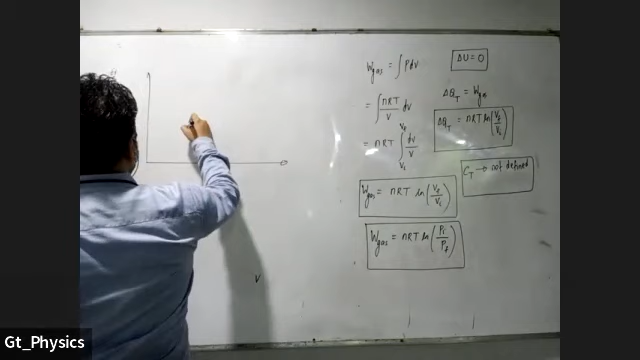 W_gas = ∫ P dV
= ∫ nRT/V dV
= nRT ∫_{V_i}^{V_f} dV/V
W_gas = nRT ln(V_f/V_i)
W_gas = nRT ln(P_i/P_f)
ΔU = 0
ΔQ_T = W_gas
ΔQ_T = nRT ln(V_f/V_i)
C_T → not defined
V
Gt_Physics